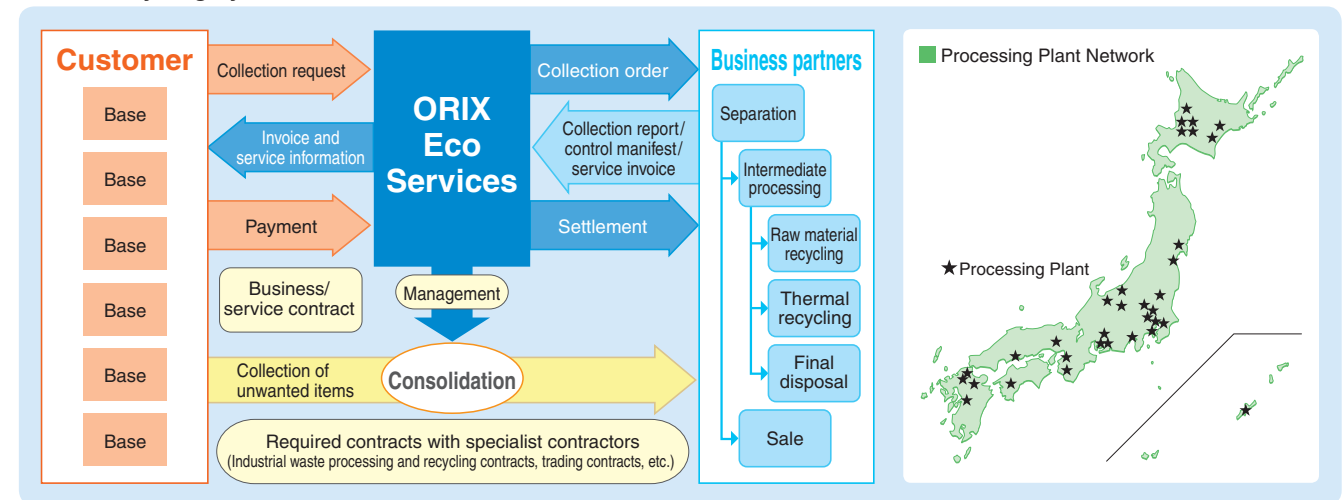 Customer
Base
Base
Base
Base
Base
Base
Collection request
Invoice and
service information
Payment
Business/
service contract
ORIX
Eco
Services
Management
Collection of
unwanted items
Consolidation
Required contracts with specialist contractors
(Industrial waste processing and recycling contracts, trading contracts, etc.)
Collection order
Collection report/
control manifest/
service invoice
Settlement
Business partners
Separation
Intermediate
processing
Raw material
recycling
Thermal
recycling
Final
disposal
Sale
Processing Plant Network
★Processing Plant